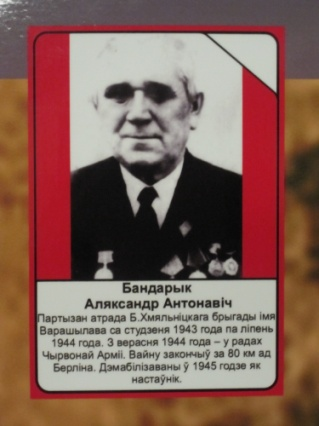 Бандарык
Аляксандр Антонавіч
Партызан атрада Б.Хмяльніцкага брыгады імя
Варашылава са студзеня 1943 года па ліпень
1944 года. 3 верасня 1944 года – у радах
Чырвонай Арміі. Вайну закончыў за 80 км ад
Берліна. Дэмабілізаваны ў 1945 годзе як
настаўнік.